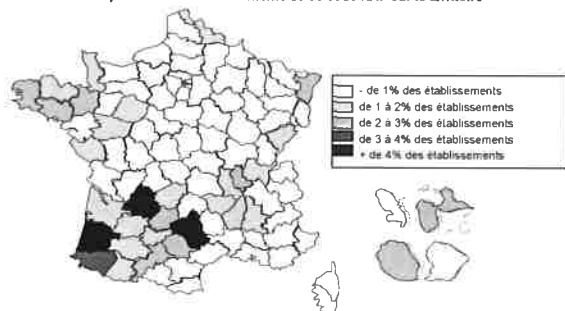 - de 1% des établissements
de 1 à 2% des établissements
de 2 à 3% des établissements
de 3 à 4% des établissements
+ de 4% des établissements